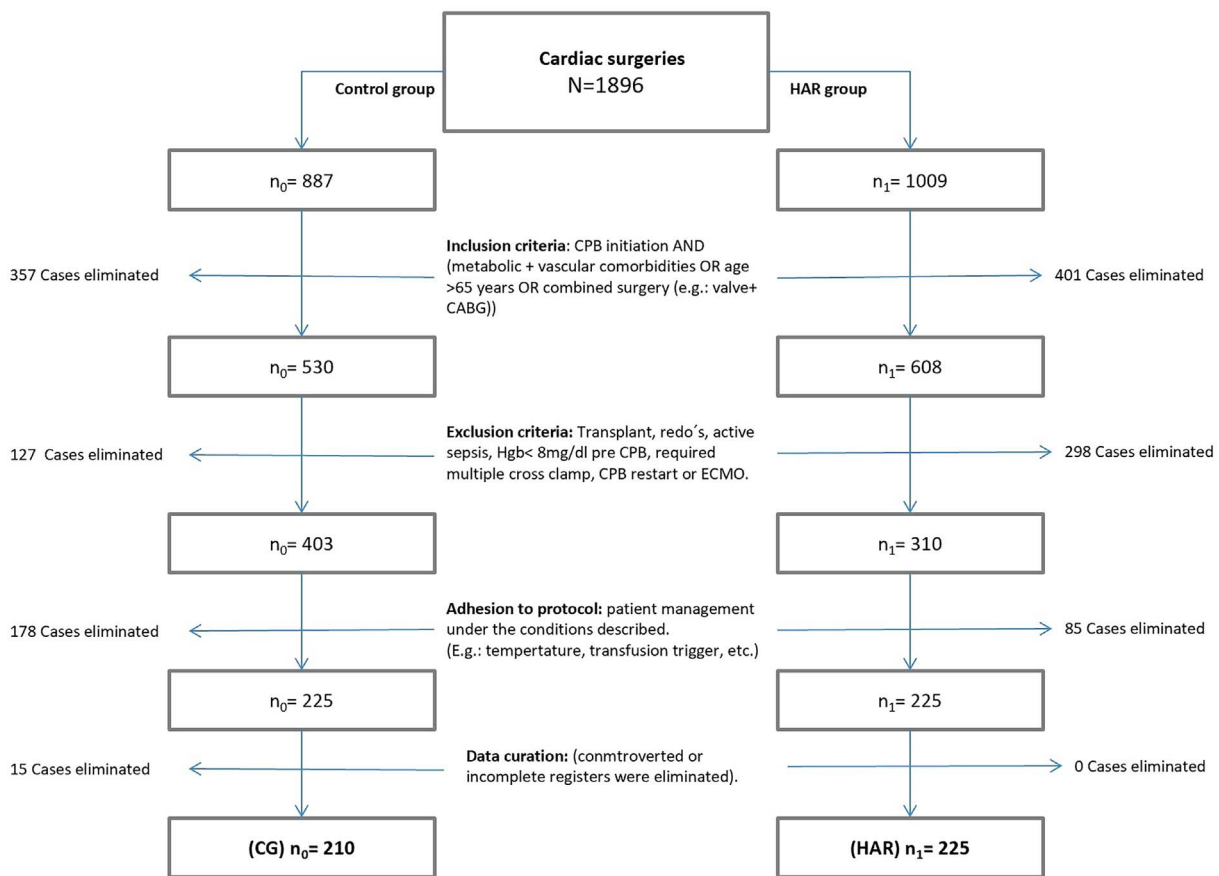 Cardiac surgeries
N=1896
Control group
HAR group
n₀= 887
n₁= 1009
Inclusion criteria: CPB initiation AND
(metabolic + vascular comorbidities OR age
>65 years OR combined surgery (e.g.: valve+
CABG))
357 Cases eliminated
401 Cases eliminated
n₀= 530
n₁= 608
Exclusion criteria: Transplant, redo´s, active
sepsis, Hgb< 8mg/dl pre CPB, required
multiple cross clamp, CPB restart or ECMO.
127 Cases eliminated
298 Cases eliminated
n₀= 403
n₁= 310
Adhesion to protocol: patient management
under the conditions described.
(E.g.: tempertature, transfusion trigger, etc.)
178 Cases eliminated
85 Cases eliminated
n₀= 225
n₁= 225
Data curation: (conmtroverted or
incomplete registers were eliminated).
15 Cases eliminated
0 Cases eliminated
(CG) n₀= 210
(HAR) n₁= 225